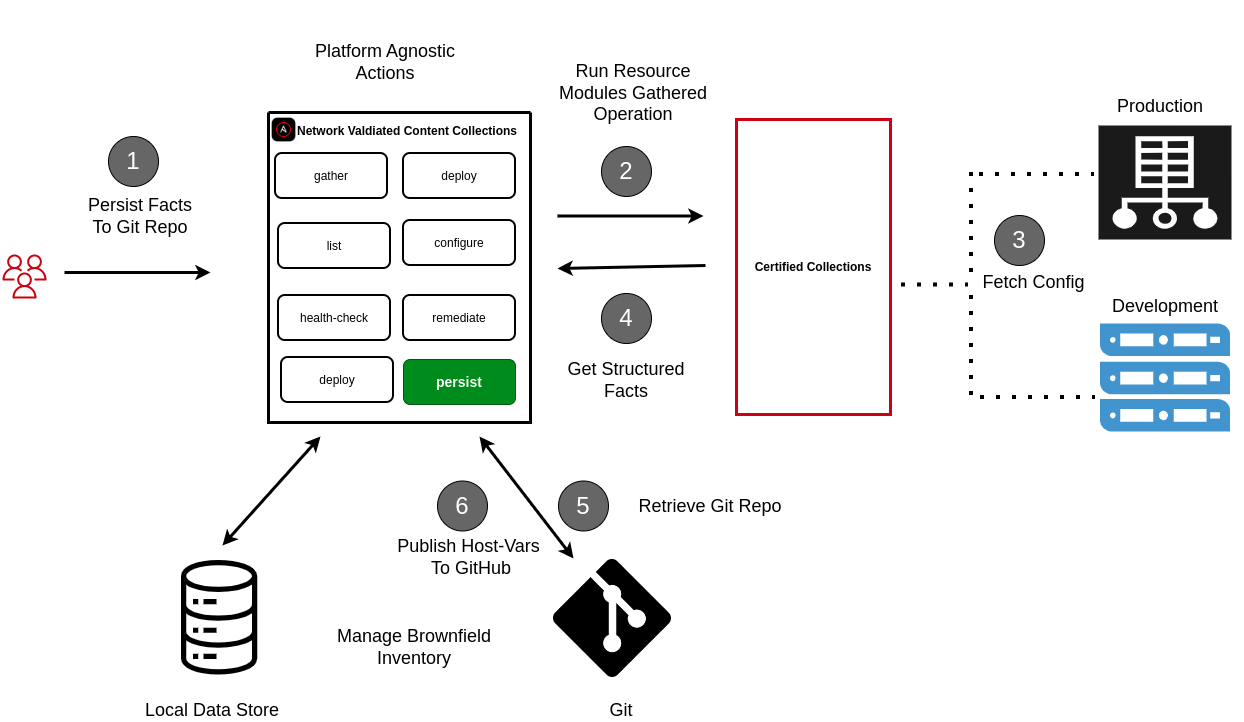 Platform Agnostic
Actions
Run Resource
Modules Gathered
Operation
Production
1
Persist Facts
To Git Repo
A Network Valdiated Content Collections
gather
deploy
list
configure
health-check
remediate
deploy
persist
2
4
Get Structured
Facts
Certified Collections
3
Fetch Config
Development
6
Publish Host-Vars
To GitHub
5
Retrieve Git Repo
Manage Brownfield
Inventory
Local Data Store
Git